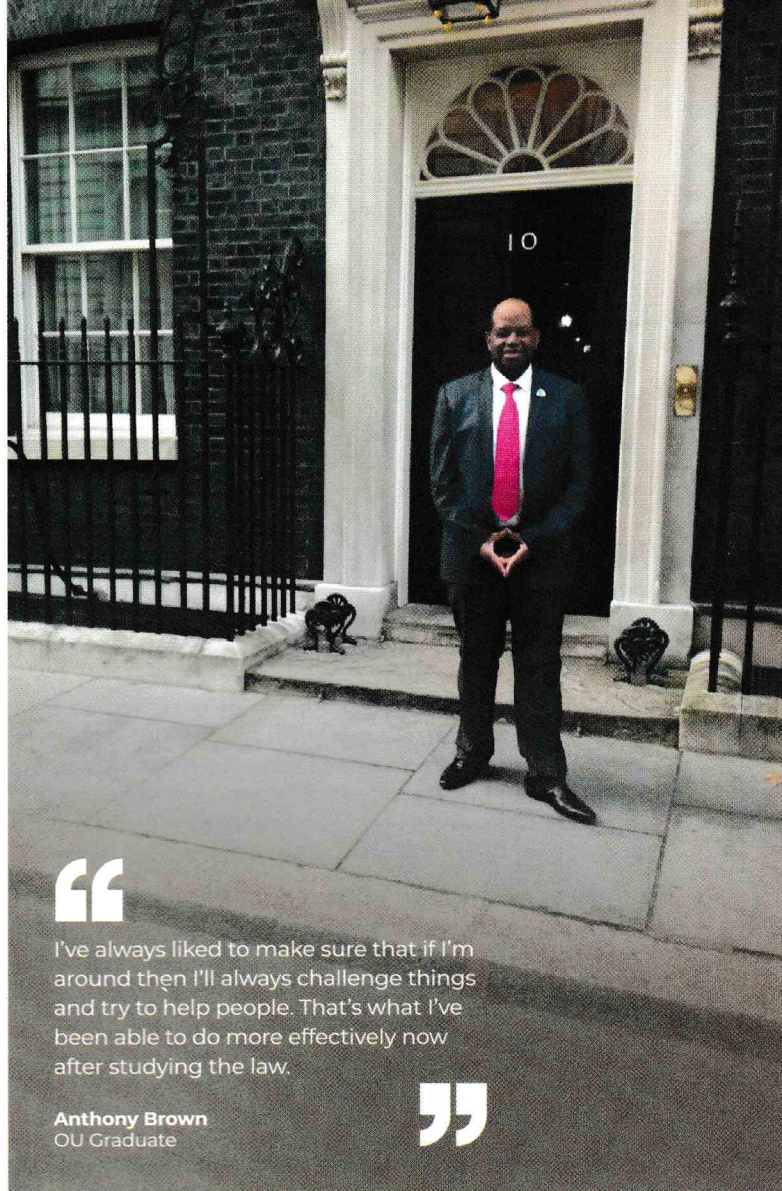 10
“
I’ve always liked to make sure that if I’m
around then I’ll always challenge things
and try to help people. That’s what I’ve
been able to do more effectively now
after studying the law.
”
Anthony Brown
OU Graduate